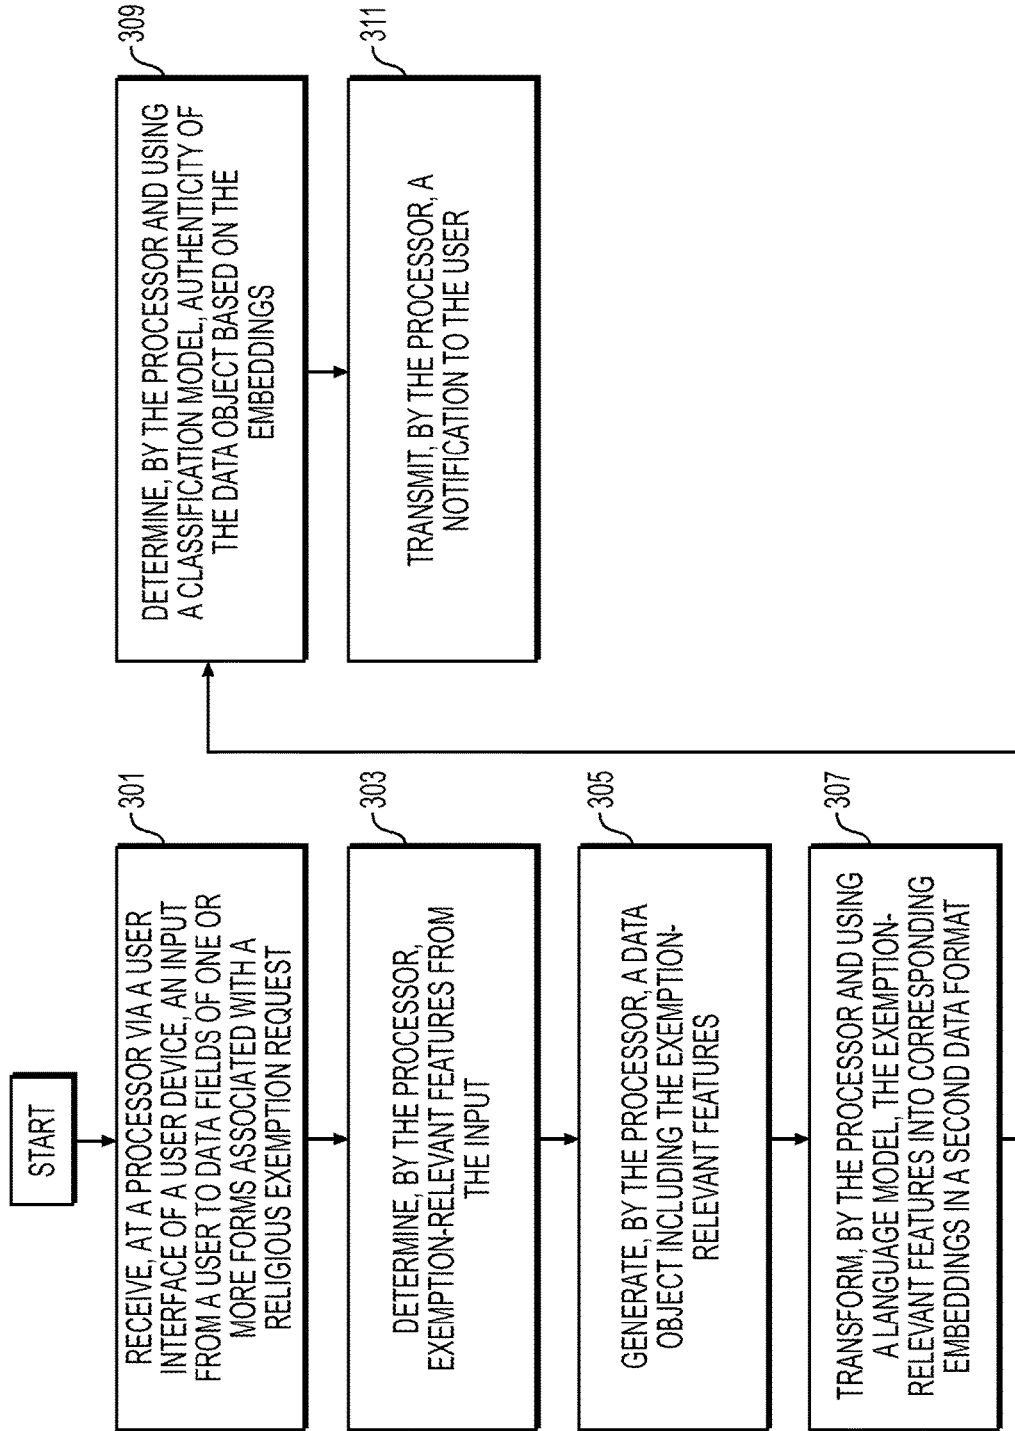 START
301
RECEIVE, AT A PROCESSOR VIA A USER
INTERFACE OF A USER DEVICE, AN INPUT
FROM A USER TO DATA FIELDS OF ONE OR
MORE FORMS ASSOCIATED WITH A
RELIGIOUS EXEMPTION REQUEST
303
DETERMINE, BY THE PROCESSOR,
EXEMPTION-RELEVANT FEATURES FROM
THE INPUT
305
GENERATE, BY THE PROCESSOR, A DATA
OBJECT INCLUDING THE EXEMPTION-
RELEVANT FEATURES
307
TRANSFORM, BY THE PROCESSOR AND USING
A LANGUAGE MODEL, THE EXEMPTION-
RELEVANT FEATURES INTO CORRESPONDING
EMBEDDINGS IN A SECOND DATA FORMAT
309
DETERMINE, BY THE PROCESSOR AND USING
A CLASSIFICATION MODEL, AUTHENTICITY OF
THE DATA OBJECT BASED ON THE
EMBEDDINGS
311
TRANSMIT, BY THE PROCESSOR, A
NOTIFICATION TO THE USER